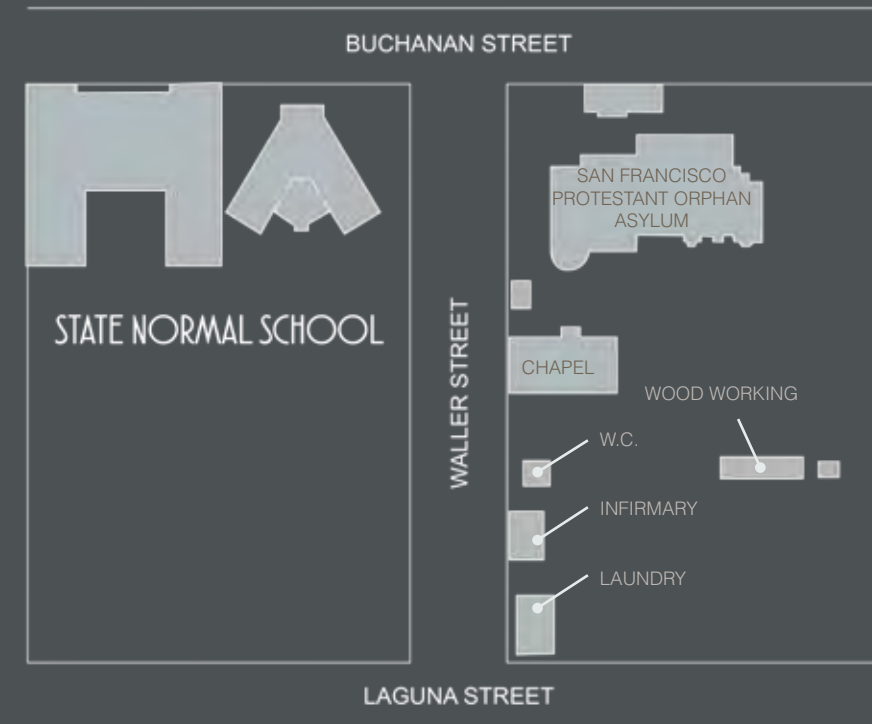 BUCHANAN STREET
SAN FRANCISCO
PROTESTANT ORPHAN
ASYLUM
STATE NORMAL SCHOOL
WALLER STREET
CHAPEL
WOOD WORKING
W.C.
INFIRMARY
LAUNDRY
LAGUNA STREET